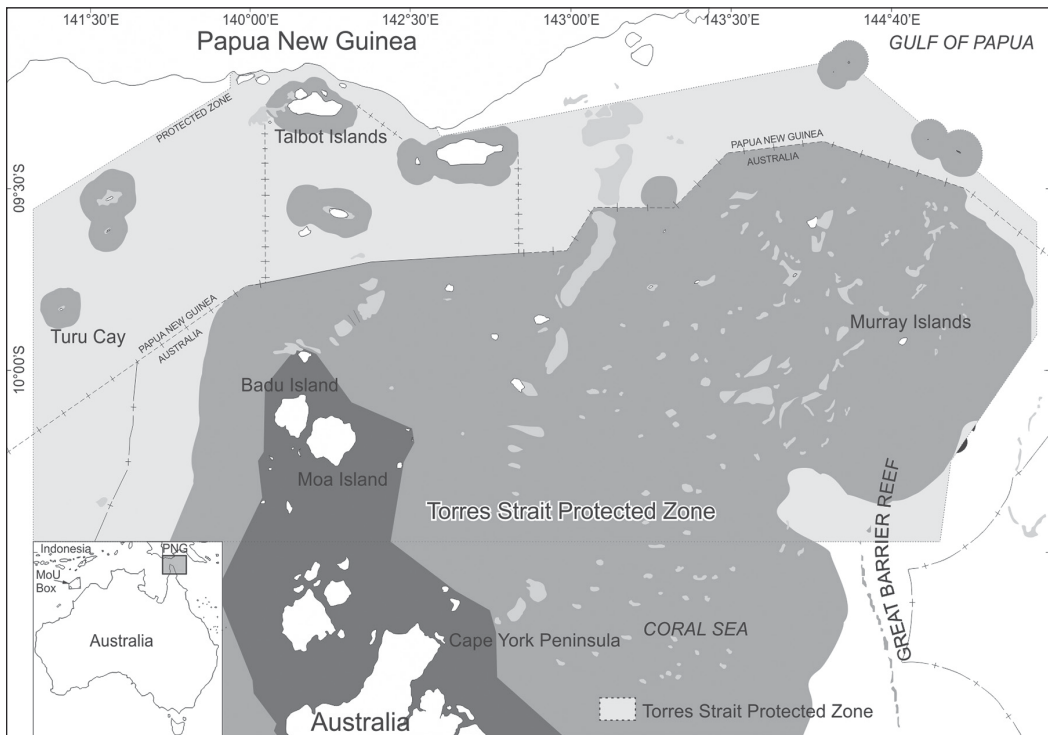 141°30'E
140°00'E
142°30'E
143°00'E
143°30'E
144°40'E
Papua New Guinea
GULF OF PAPUA
PROTECTED ZONE
Talbot Islands
PAPUA NEW GUINEA
AUSTRALIA
09°30'S
Turu Cay
PAPUA NEW GUINEA
AUSTRALIA
Murray Islands
10°00'S
Badu Island
Moa Island
Torres Strait Protected Zone
GREAT BARRIER REEF
Indonesia
PNG
MoU
Box
Australia
Cape York Peninsula
CORAL SEA
Australia
Torres Strait Protected Zone